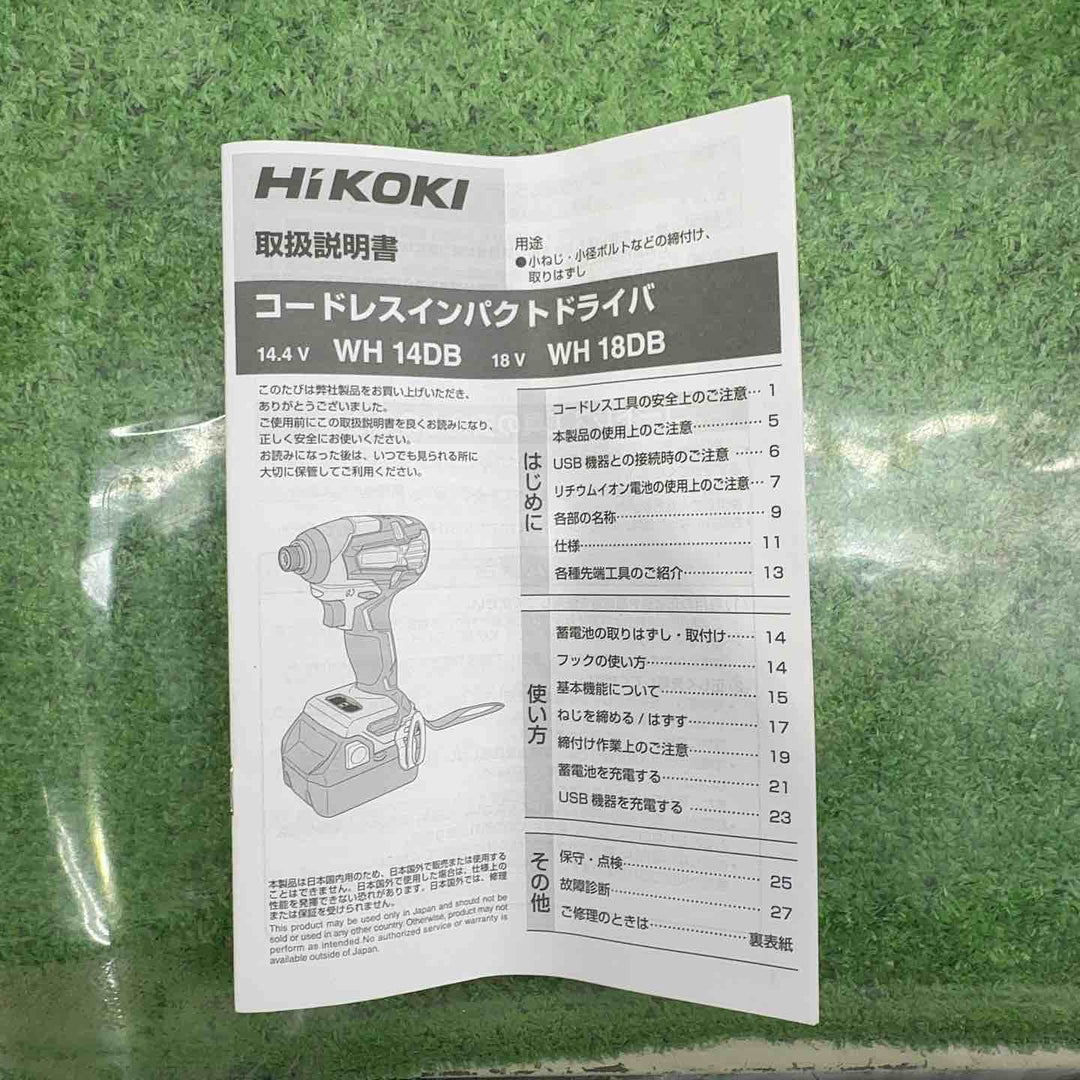 HiKOKI
取扱説明書
用途
●小ねじ・小径ボルトなどの締付け、
取りはずし
コードレスインパクトドライバ
14.4 V WH 14DB 18 V WH 18DB
このたびは弊社製品をお買い上げいただき、
ありがとうございました。
ご使用前にこの取扱説明書を良くお読みになり、
正しく安全にお使いください。
お読みになった後は、いつでも見られる所に
大切に保管してご利用ください。
はじめに
コードレス工具の安全上のご注意… 1
本製品の使用上のご注意…………… 5
USB 機器との接続時のご注意 …… 6
リチウムイオン電池の使用上のご注意… 7
各部の名称………………………… 9
仕様………………………………… 11
各種先端工具のご紹介…………… 13
使い方
蓄電池の取りはずし・取付け…… 14
フックの使い方…………………… 14
基本機能について………………… 15
ねじを締める / はずす…………… 17
締付け作業上のご注意…………… 19
蓄電池を充電する………………… 21
USB 機器を充電する …………… 23
その他
保守・点検………………………… 25
故障診断…………………………… 27
ご修理のときは………………… 裏表紙
本製品は日本国内用のため、日本国外で販売または使用する
ことはできません。日本国外で使用した場合は、仕様上の
性能を発揮できない恐れがあります。日本国外では、修理
または保証を受けられません。
This product may be used only in Japan and should not be
sold or used in any other country. Otherwise, product may not
perform as intended. No authorized service or warranty is
available outside of Japan.